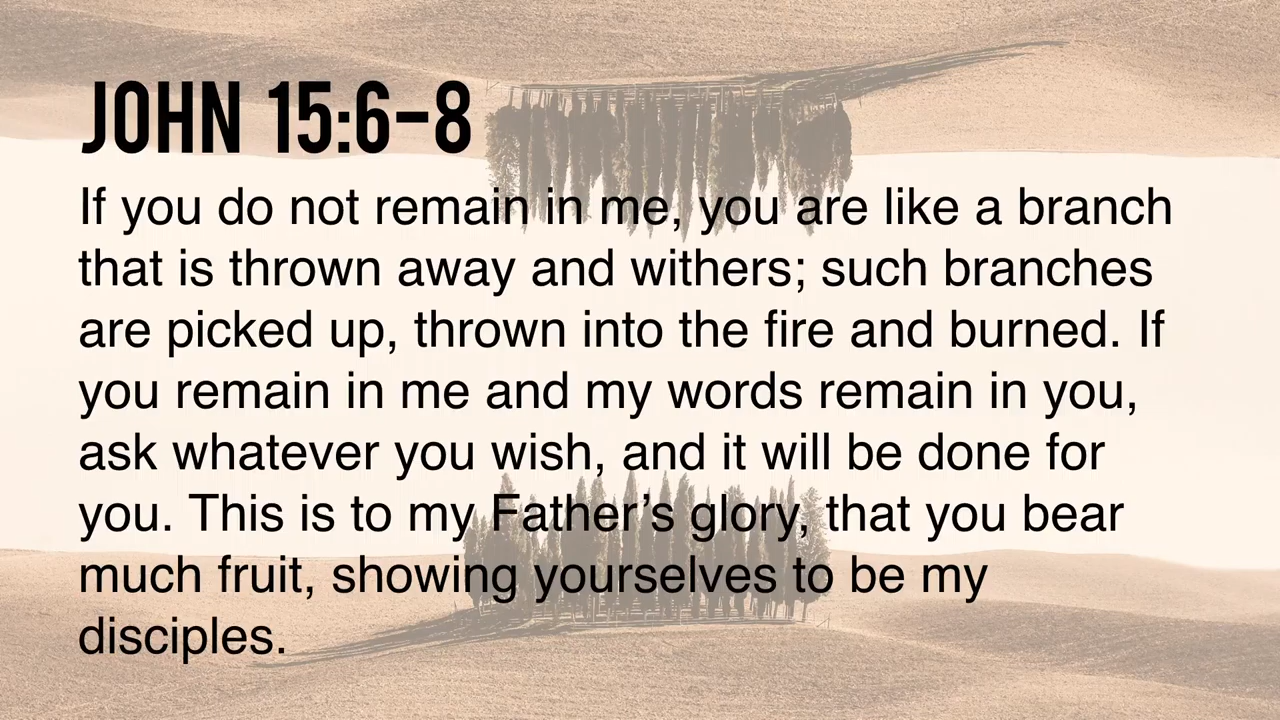 JOHN 15:6–8
If you do not remain in me, you are like a branch
that is thrown away and withers; such branches
are picked up, thrown into the fire and burned. If
you remain in me and my words remain in you,
ask whatever you wish, and it will be done for
you. This is to my Father’s glory, that you bear
much fruit, showing yourselves to be my
disciples.